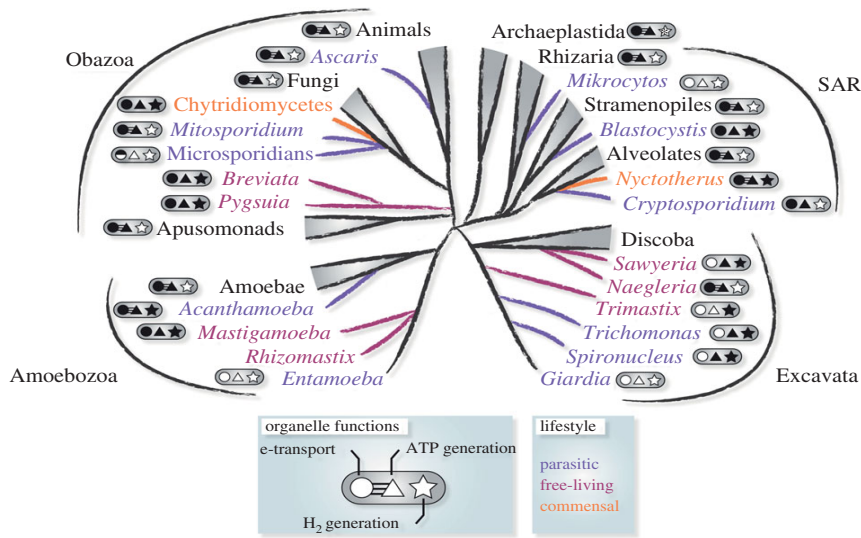 Obazoa
Animals
Ascaris
Fungi
Chytridiomycetes
Mitosporidium
Microsporidians
Breviata
Pygsuia
Apusomonads
Amoebae
Acanthamoeba
Mastigamoeba
Rhizomastix
Entamoeba
Amoebozoa
Archaeplastida
Rhizaria
Mikrocytos
SAR
Stramenopiles
Blastocystis
Alveolates
Nyctotherus
Cryptosporidium
Discoba
Sawyeria
Naegleria
Trimastix
Trichomonas
Spironucleus
Giardia
Excavata
organelle functions
e-transport
ATP generation
H₂ generation
lifestyle
parasitic
free-living
commensal